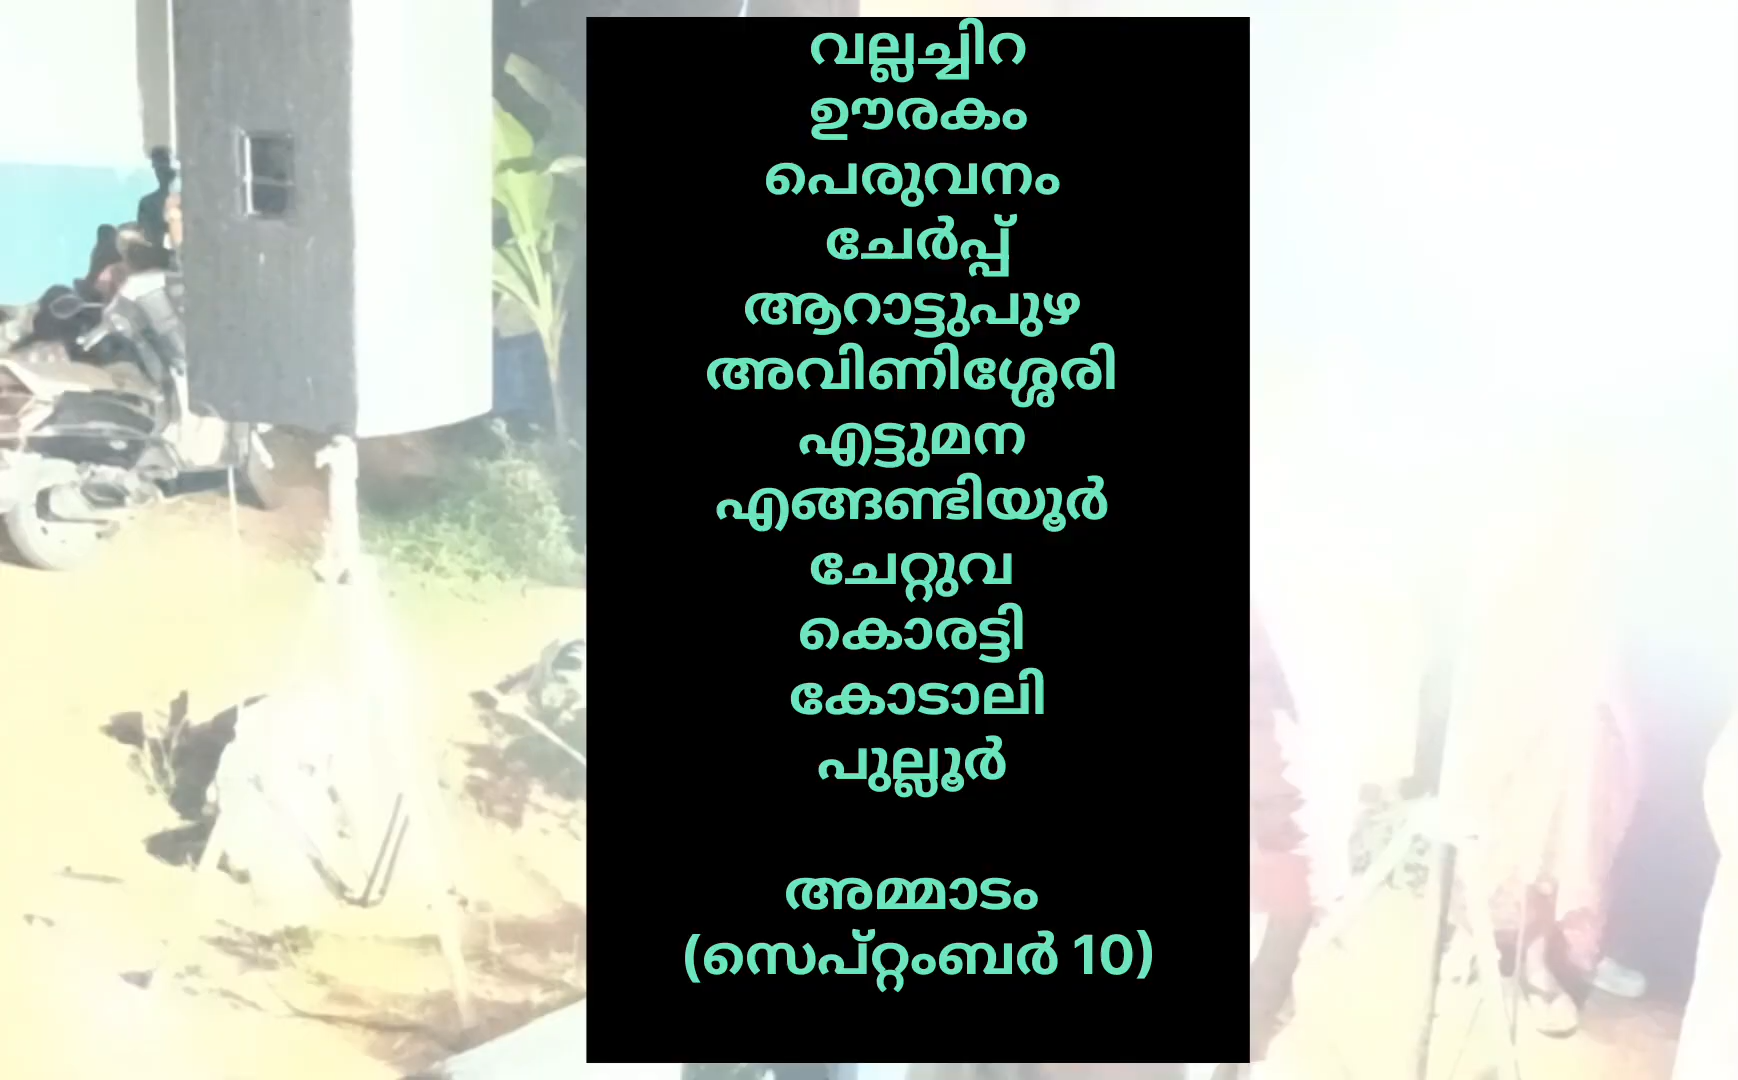 വല്ലച്ചിറ
ഊരകം
പെരുവനം
ചേർപ്പ്
ആറാട്ടുപുഴ
അവിണിശ്ശേരി
എട്ടുമന
എങ്ങണ്ടിയൂർ
ചേറ്റുവ
കൊരട്ടി
കോടാലി
പുല്ലൂർ
അമ്മാടം
(സെപ്റ്റംബർ 10)